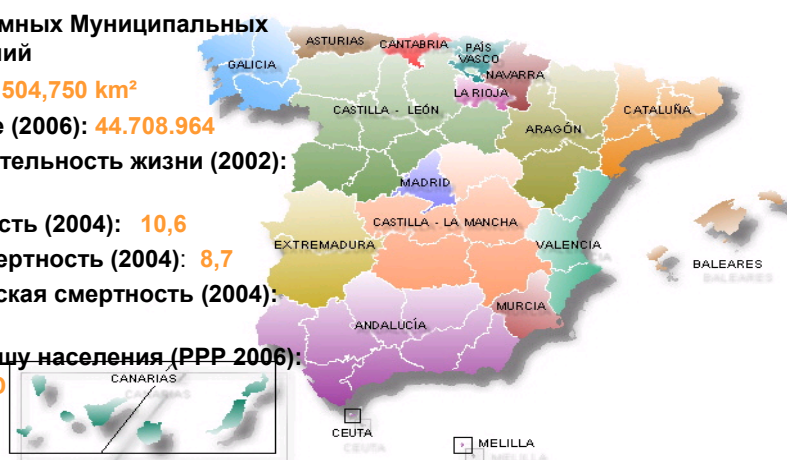 мных Муниципальных
ний
504,750 km²
е (2006): 44.708.964
тельность жизни (2002):
сть (2004): 10,6
ертность (2004): 8,7
ская смертность (2004):
шу населения (PPP 2006):
GALICIA
ASTURIAS
CANTABRIA
PAÍS
VASCO
NAVARRA
LA RIOJA
CASTILLA - LEÓN
ARAGÓN
CATALUÑA
MADRID
CASTILLA - LA MANCHA
EXTREMADURA
VALENCIA
BALEARES
MURCIA
ANDALUCÍA
CANARIAS
CEUTA
MELILLA